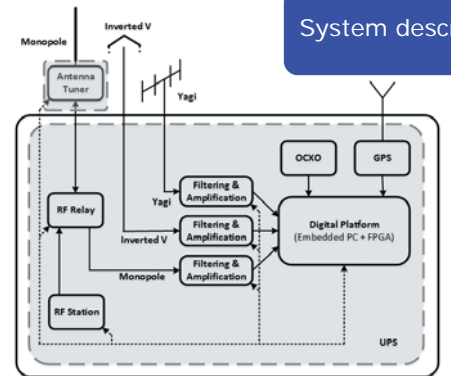 System descr
Monopole
Inverted V
Antenna
Tuner
Yagi
OCXO
GPS
Yagi
Filtering &
Amplification
RF Relay
Digital Platform
(Embedded PC + FPGA)
Inverted V
Filtering &
Amplification
Monopole
Filtering &
Amplification
RF Station
UPS